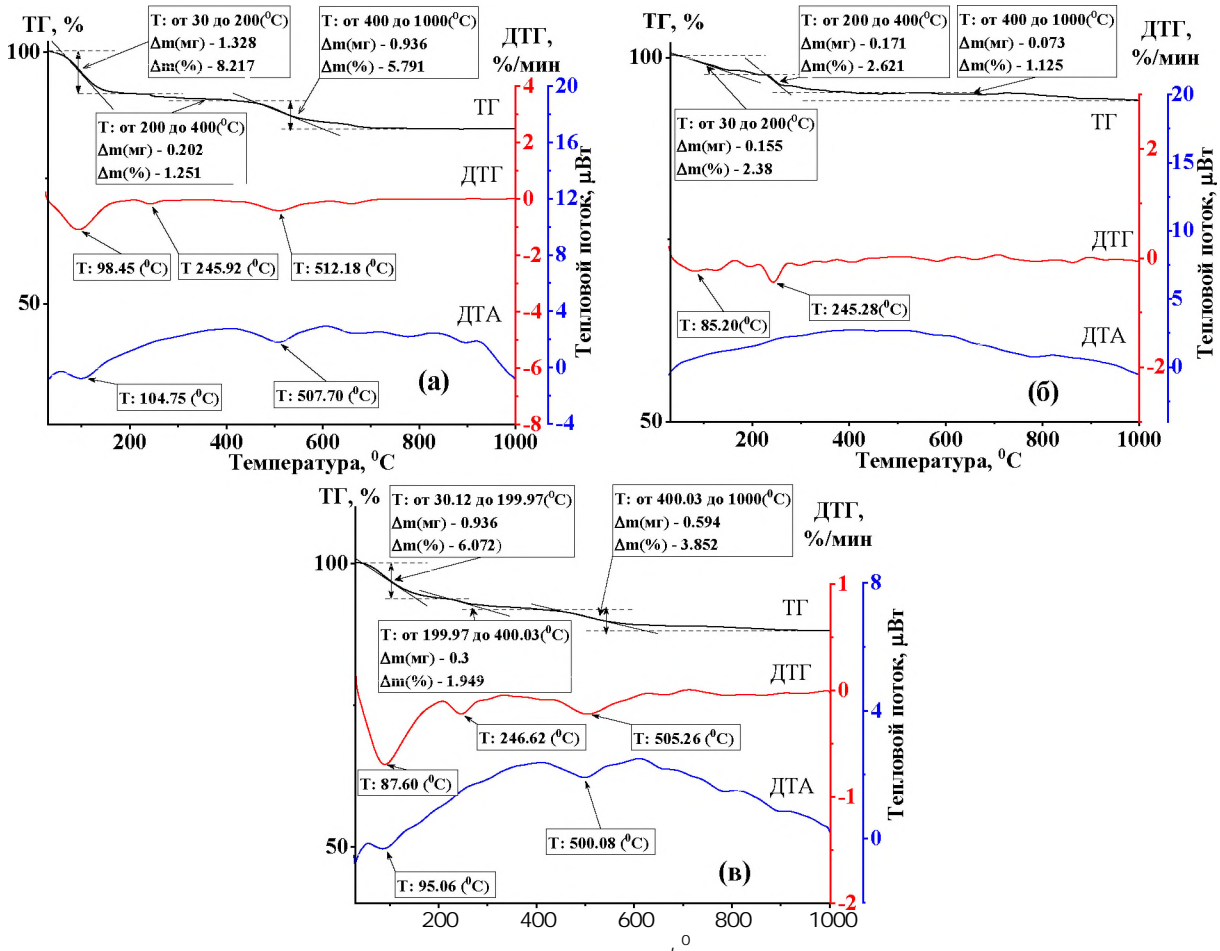 ТГ, %
T: от 30 до 200(⁰C)
Δm(мг) - 1.328
Δm(%) - 8.217
T: от 400 до 1000(⁰C)
Δm(мг) - 0.936
Δm(%) - 5.791
ДТГ,
%/мин
100
50
T: от 200 до 400(⁰C)
Δm(мг) - 0.202
Δm(%) - 1.251
ТГ
ДТГ
T: 98.45 (⁰C)
T 245.92 (⁰C)
T: 512.18 (⁰C)
ДТА
T: 104.75 (⁰C)
T: 507.70 (⁰C)
(а)
4
2
0
-2
-4
-6
-8
20
16
12
8
4
0
-4
Тепловой поток, μВт
200
400
600
800
1000
Температура, ⁰C
ТГ, %
T: от 200 до 400(⁰C)
Δm(мг) - 0.171
Δm(%) - 2.621
T: от 400 до 1000(⁰C)
Δm(мг) - 0.073
Δm(%) - 1.125
ДТГ,
%/мин
100
50
T: от 30 до 200(⁰C)
Δm(мг) - 0.155
Δm(%) - 2.38
ТГ
ДТГ
T: 85.20(⁰C)
T: 245.28(⁰C)
ДТА
(б)
2
0
-2
20
15
10
5
0
Тепловой поток, μВт
200
400
600
800
1000
Температура, ⁰C
ТГ, %
T: от 30.12 до 199.97(⁰C)
Δm(мг) - 0.936
Δm(%) - 6.072)
T: от 400.03 до 1000(⁰C)
Δm(мг) - 0.594
Δm(%) - 3.852
ДТГ,
%/мин
100
50
T: от 199.97 до 400.03(⁰C)
Δm(мг) - 0.3
Δm(%) - 1.949
ТГ
ДТГ
T: 246.62 (⁰C)
T: 505.26 (⁰C)
T: 87.60 (⁰C)
ДТА
T: 500.08 (⁰C)
T: 95.06 (⁰C)
(в)
1
0
-1
-2
8
4
0
Тепловой поток, μВт
200
400
600
800
1000